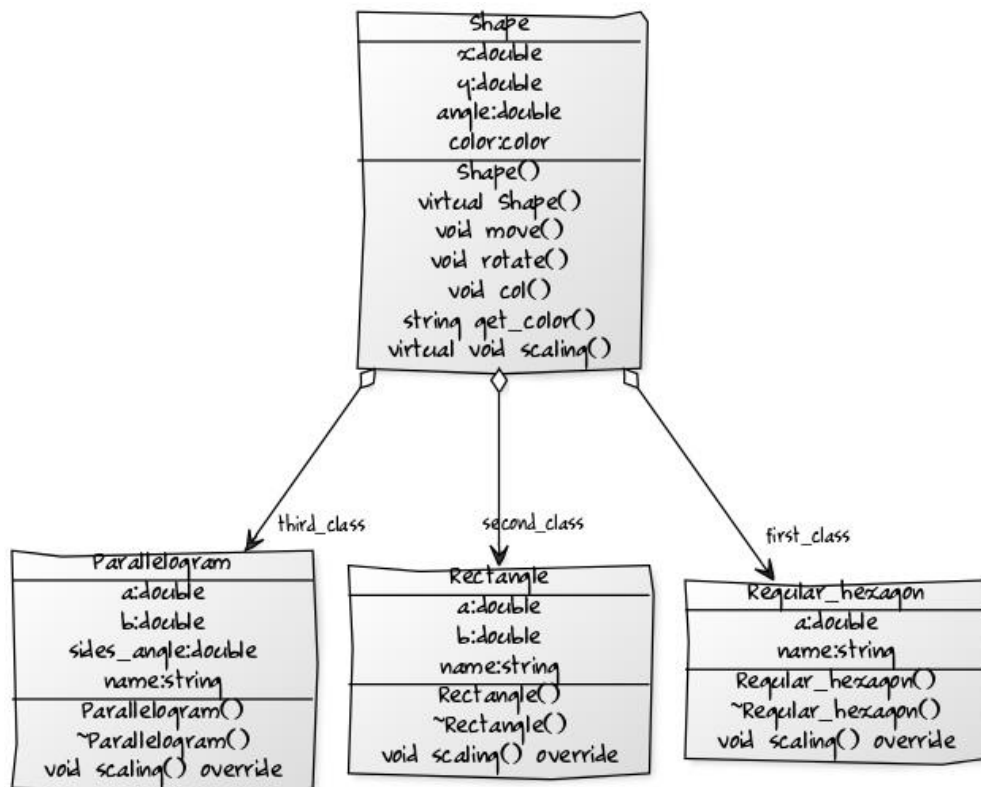 Shape
x:double
y:double
angle:double
color:color
Shape()
virtual Shape()
void move()
void rotate()
void col()
string get_color()
virtual void scaling()
third_class
second_class
first_class
Parallelogram
a:double
b:double
sides_angle:double
name:string
Parallelogram()
~Parallelogram()
void scaling() override
Rectangle
a:double
b:double
name:string
Rectangle()
~Rectangle()
void scaling() override
Regular_hexagon
a:double
name:string
Regular_hexagon()
~Regular_hexagon()
void scaling() override